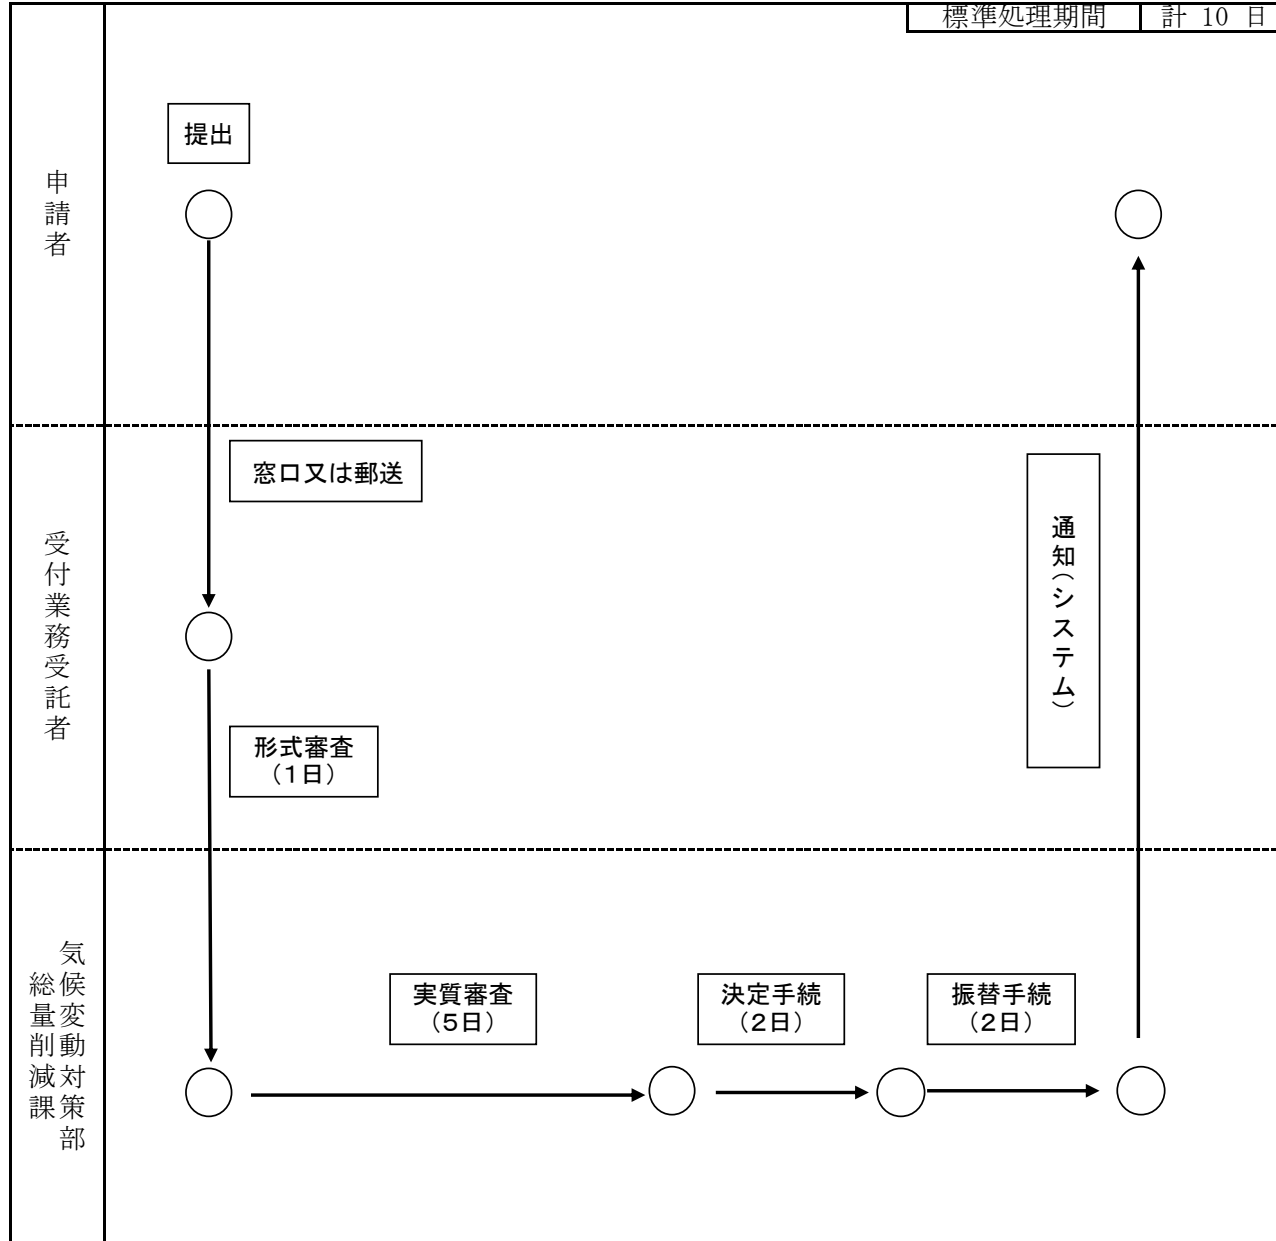 標準処理期間
計 10 日
申請者
提出
受付業務受託者
窓口又は郵送
形式審査
（1日）
通知（システム）
気候変動対策部
総量削減課
実質審査
（5日）
決定手続
（2日）
振替手続
（2日）